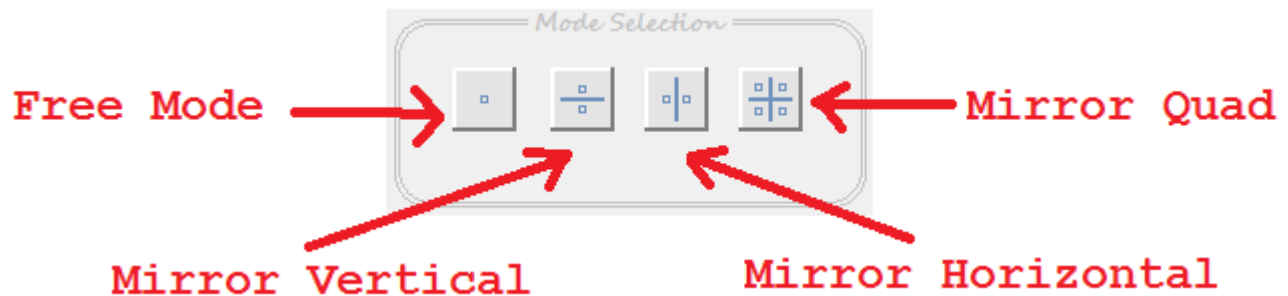 Mode Selection
Free Mode
Mirror Quad
Mirror Vertical
Mirror Horizontal